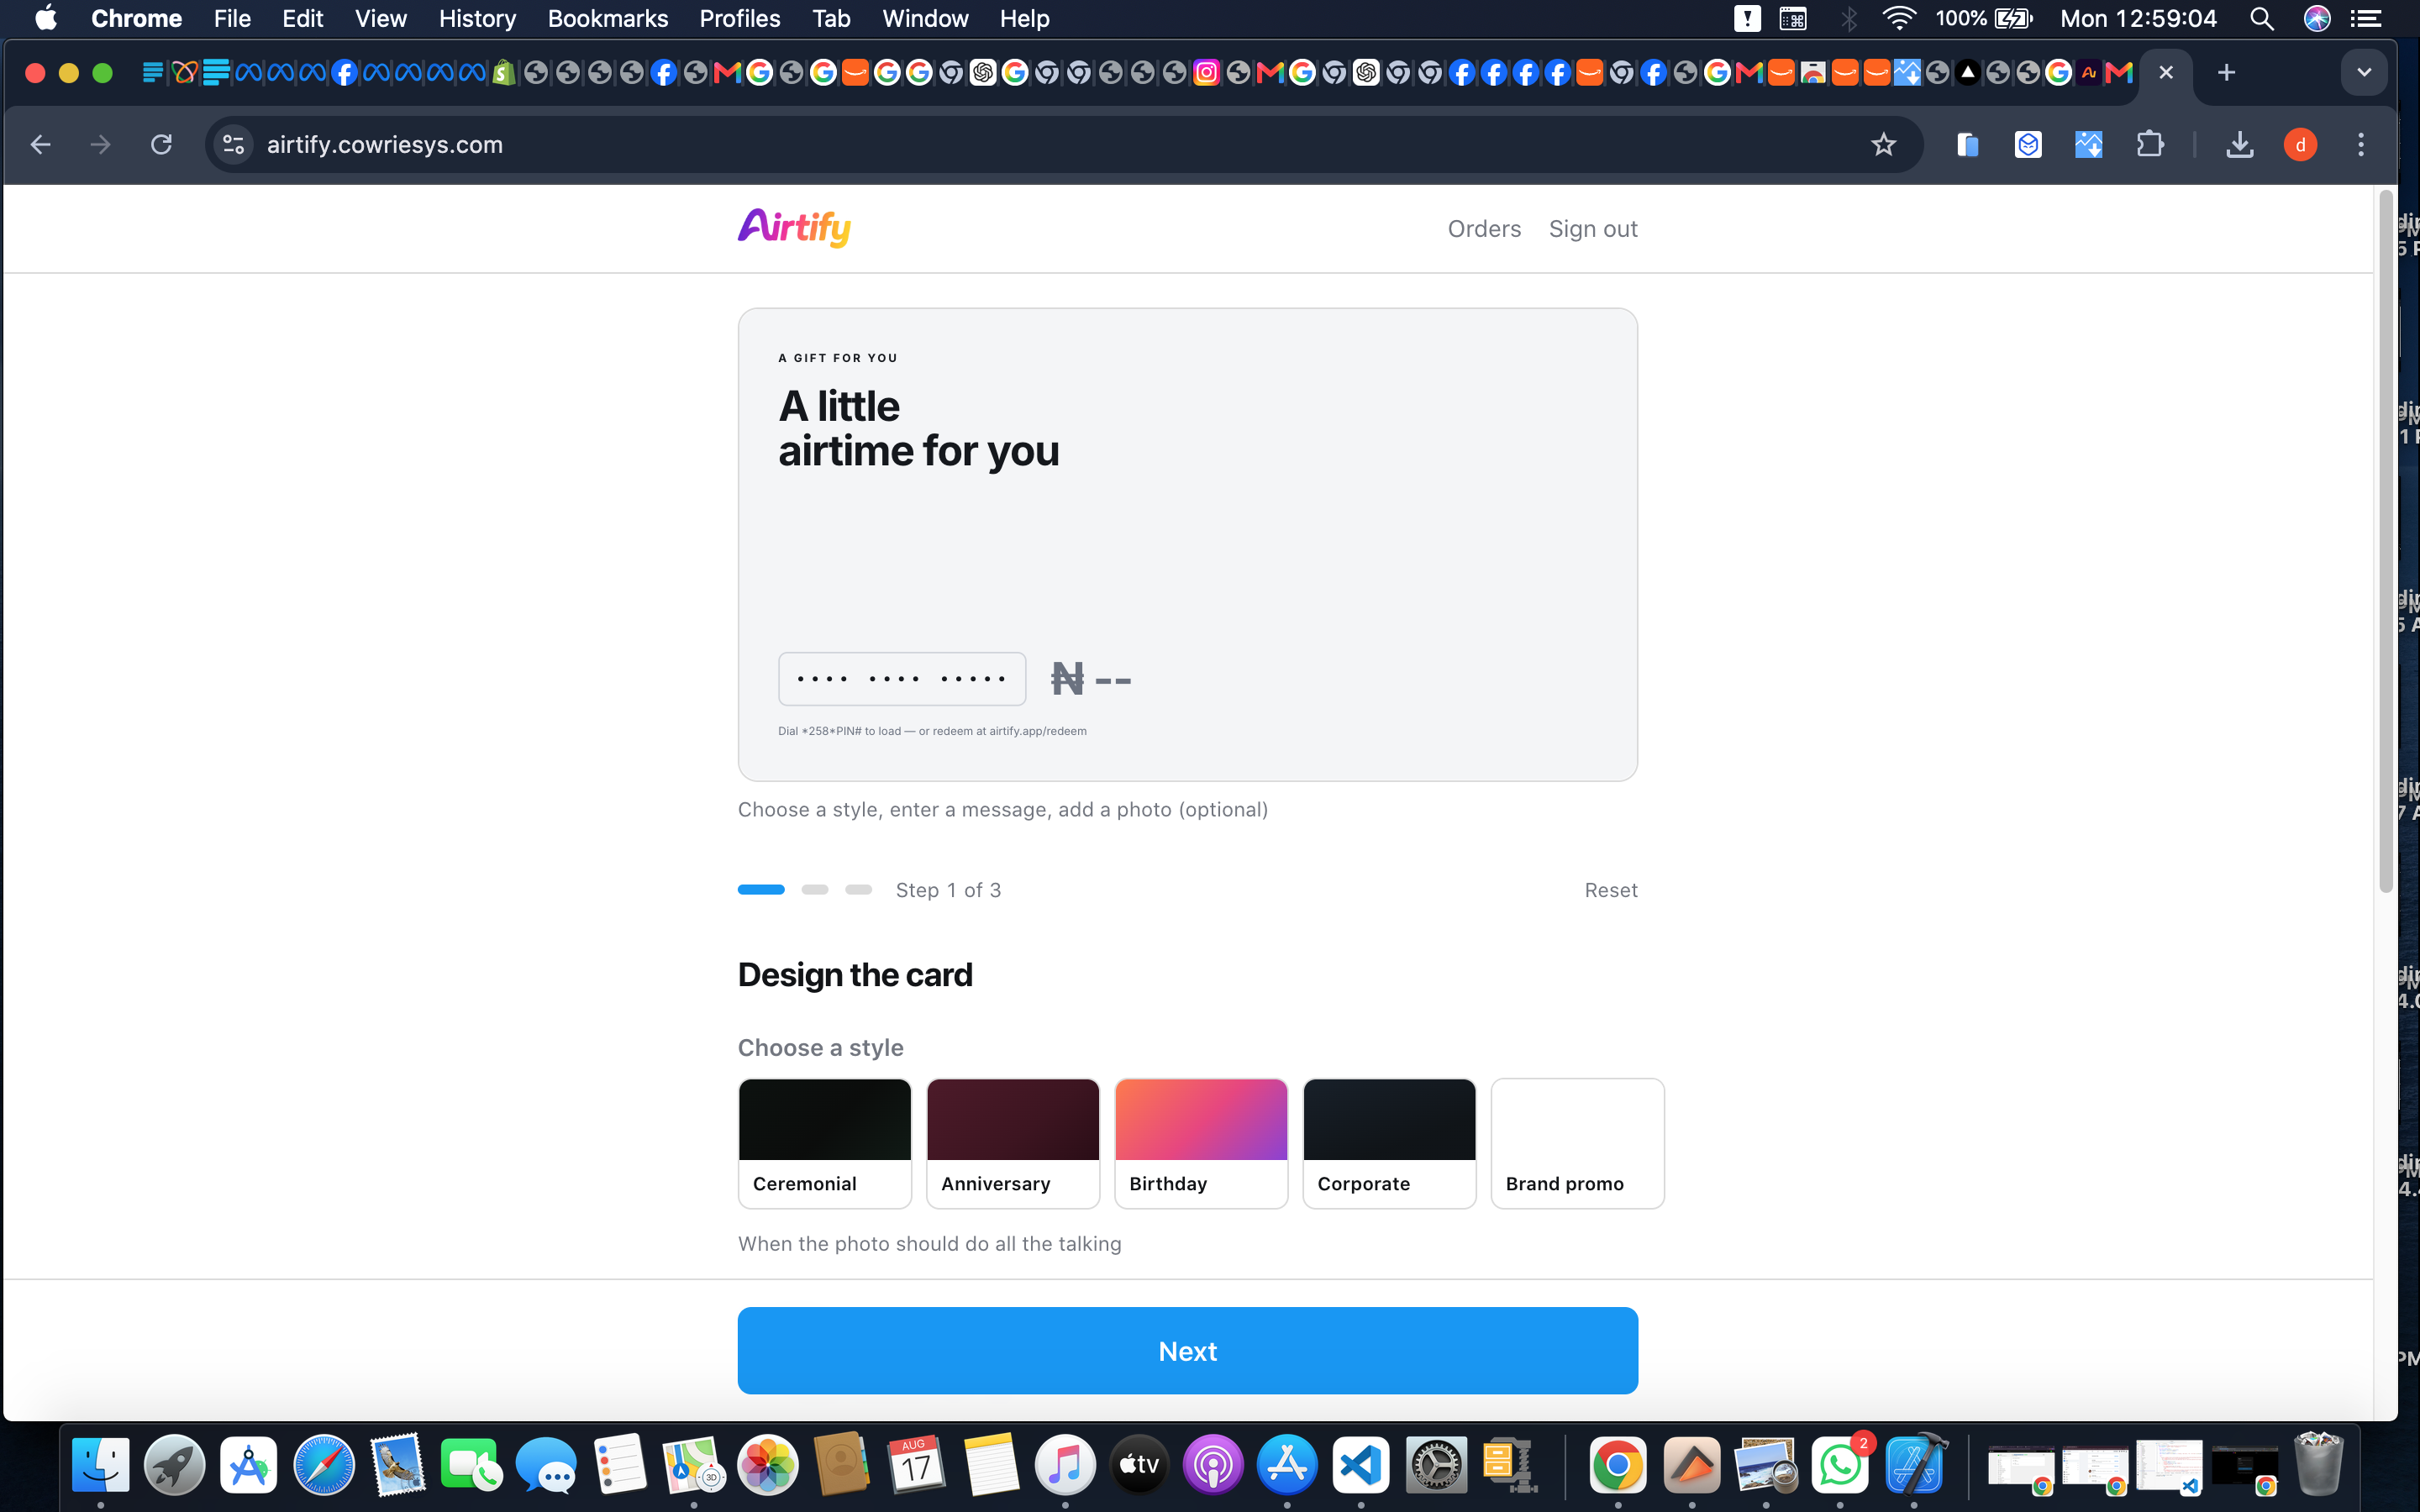 Chrome File Edit View History Bookmarks Profiles Tab Window Help 100% Mon 12:59:04
airtify.cowriesys.com
d
Airtify Orders Sign out
A GIFT FOR YOU
A little
airtime for you
•••• •••• ••••• ₦ --
Dial *258*PIN# to load — or redeem at airtify.app/redeem
Choose a style, enter a message, add a photo (optional)
Step 1 of 3 Reset
Design the card
Choose a style
Ceremonial Anniversary Birthday Corporate Brand promo
When the photo should do all the talking
Next
AUG
17
3D
tv
2